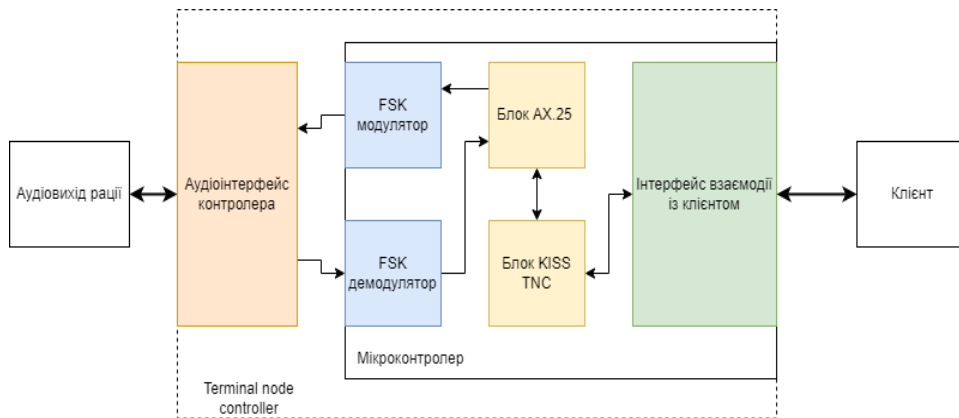 Аудіовихід рації
Аудіоінтерфейс
контролера
FSK
модулятор
FSK
демодулятор
Блок AX.25
Блок KISS
TNC
Інтерфейс взаємодії
із клієнтом
Клієнт
Мікроконтролер
Terminal node
controller